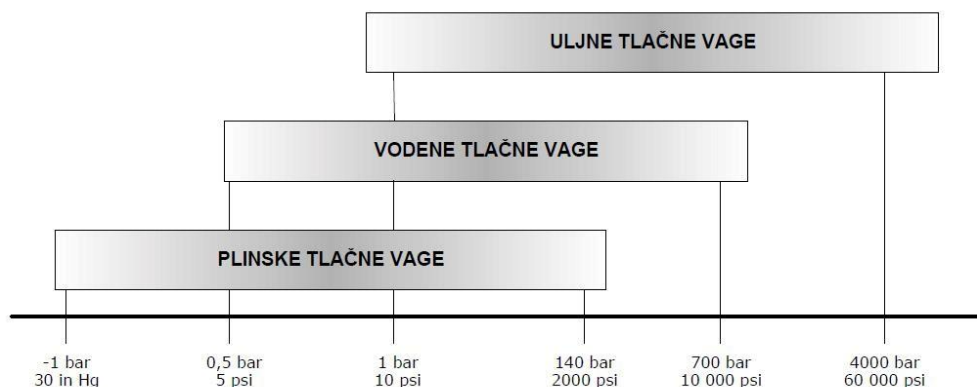 ULJNE TLAČNE VAGE
VODENE TLAČNE VAGE
PLINSKE TLAČNE VAGE
-1 bar 0,5 bar 1 bar 140 bar 700 bar 4000 bar
30 in Hg 5 psi 10 psi 2000 psi 10 000 psi 60 000 psi